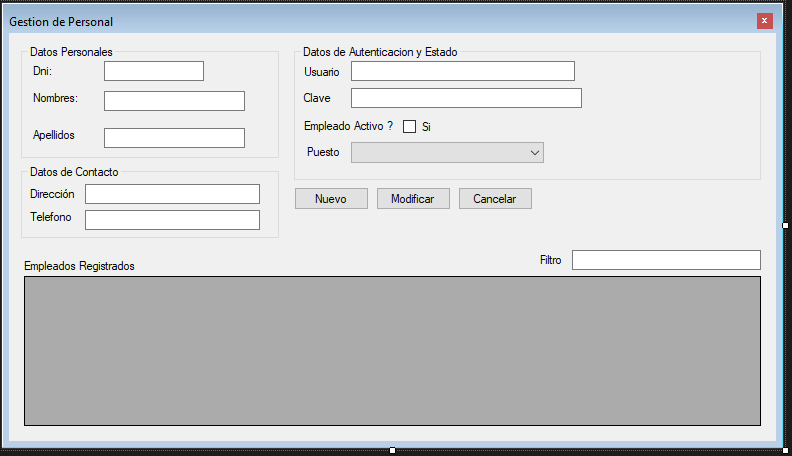 Gestion de Personal
x
Datos Personales
Dni:
Nombres:
Apellidos
Datos de Contacto
Dirección
Telefono
Datos de Autenticacion y Estado
Usuario
Clave
Empleado Activo ? Si
Puesto
Nuevo Modificar Cancelar
Filtro
Empleados Registrados